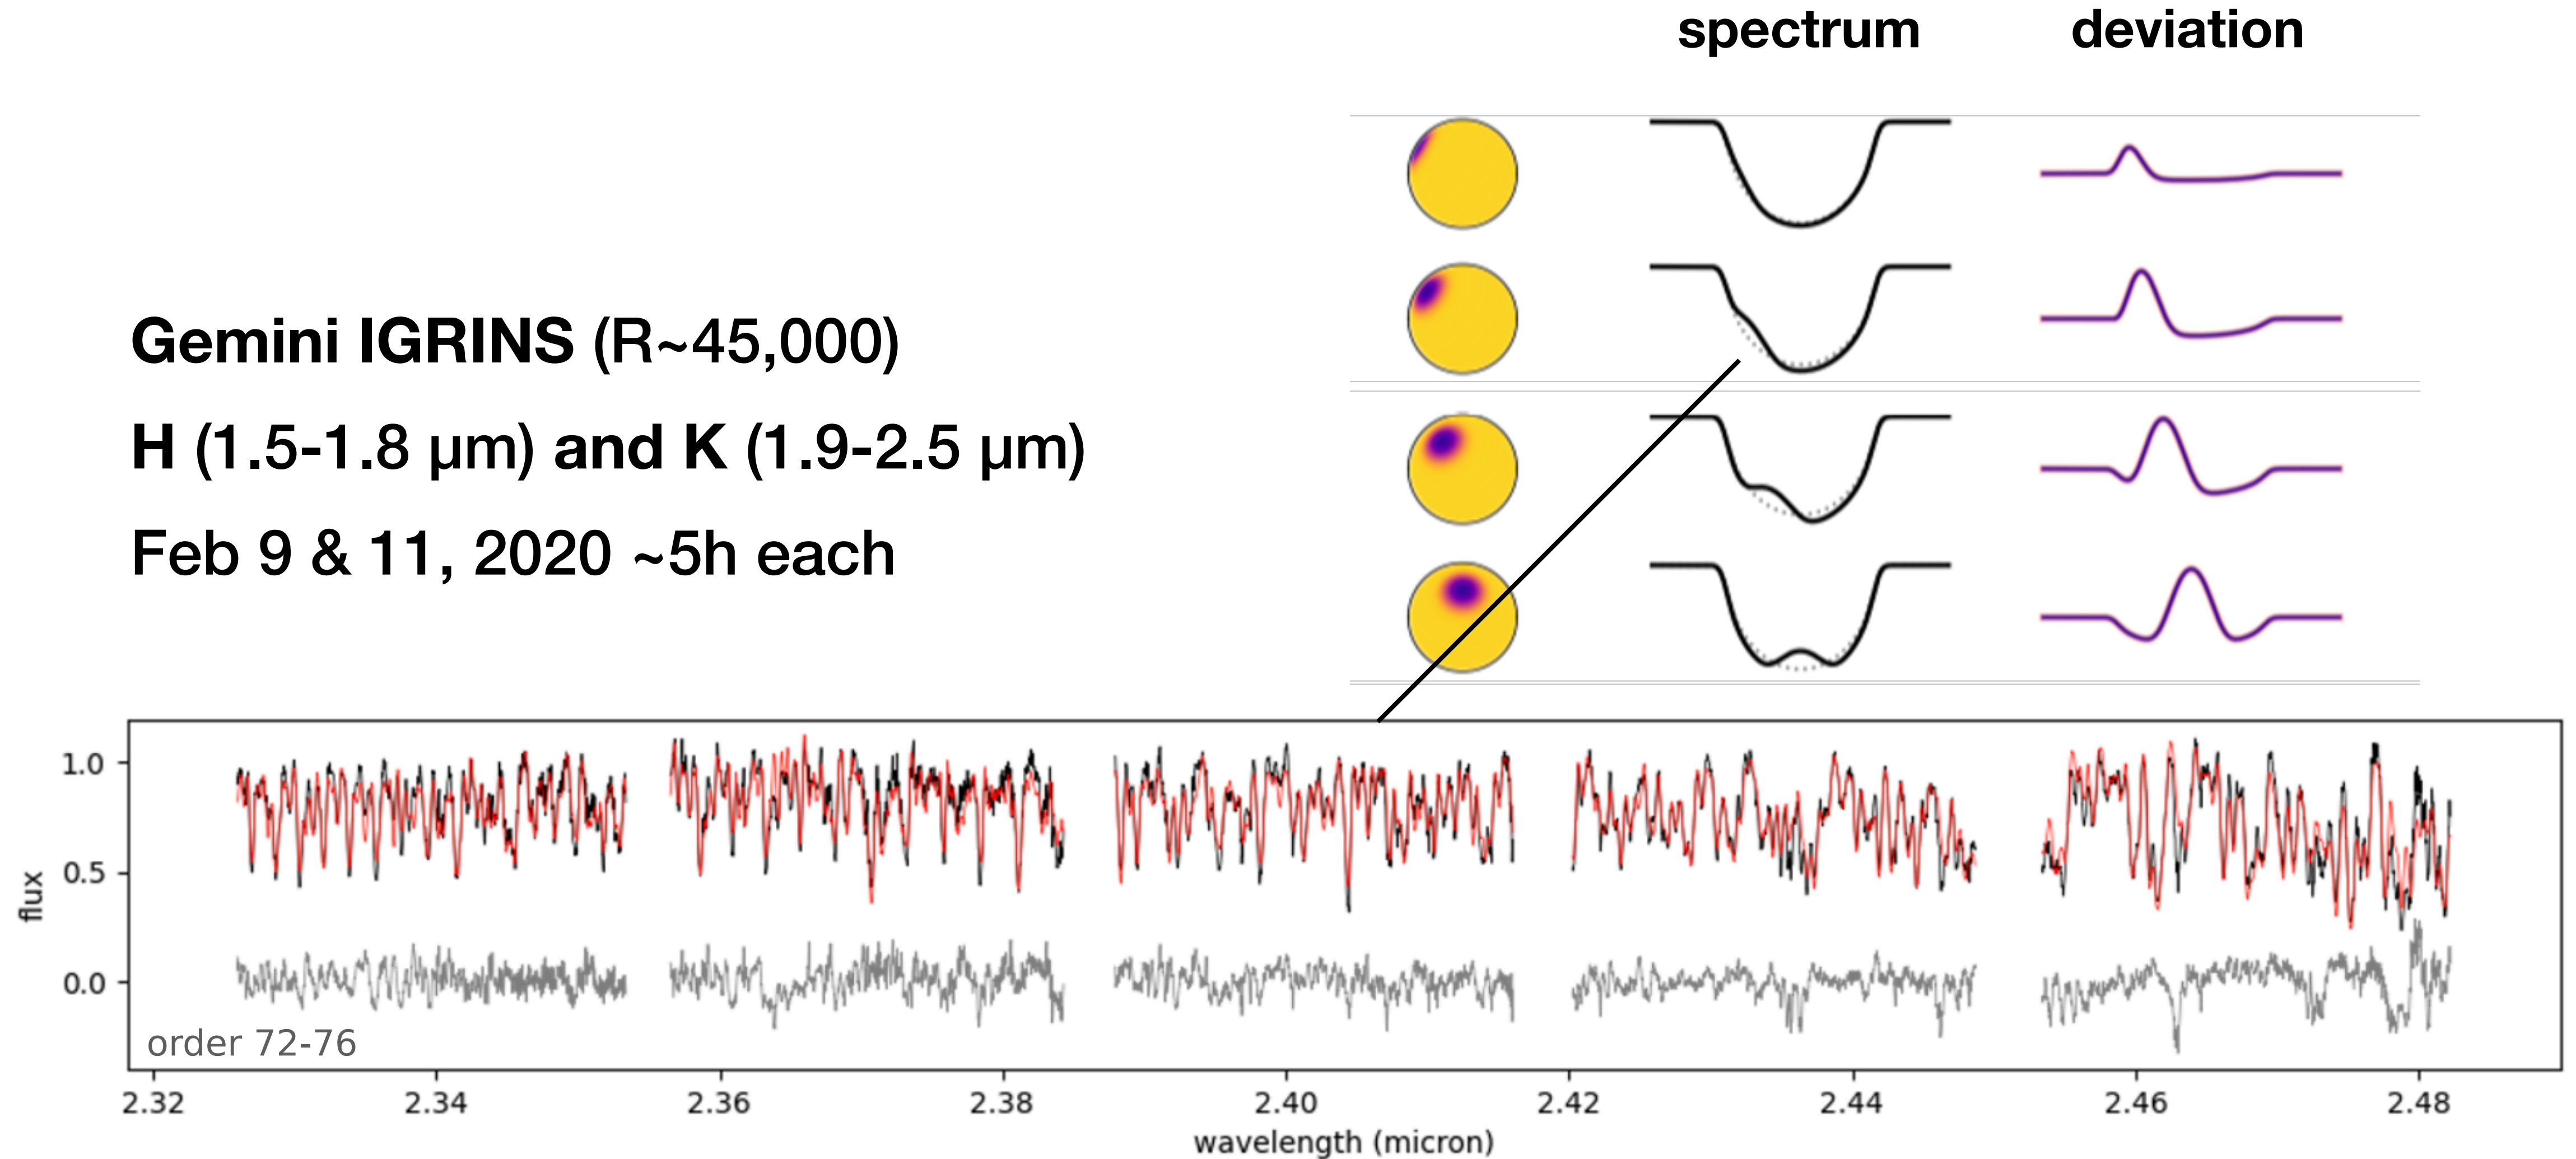 spectrum deviation
Gemini IGRINS (R~45,000)
H (1.5-1.8 µm) and K (1.9-2.5 µm)
Feb 9 & 11, 2020 ~5h each
1.0
0.5
0.0
flux
order 72-76
2.32 2.34 2.36 2.38 2.40 2.42 2.44 2.46 2.48
wavelength (micron)